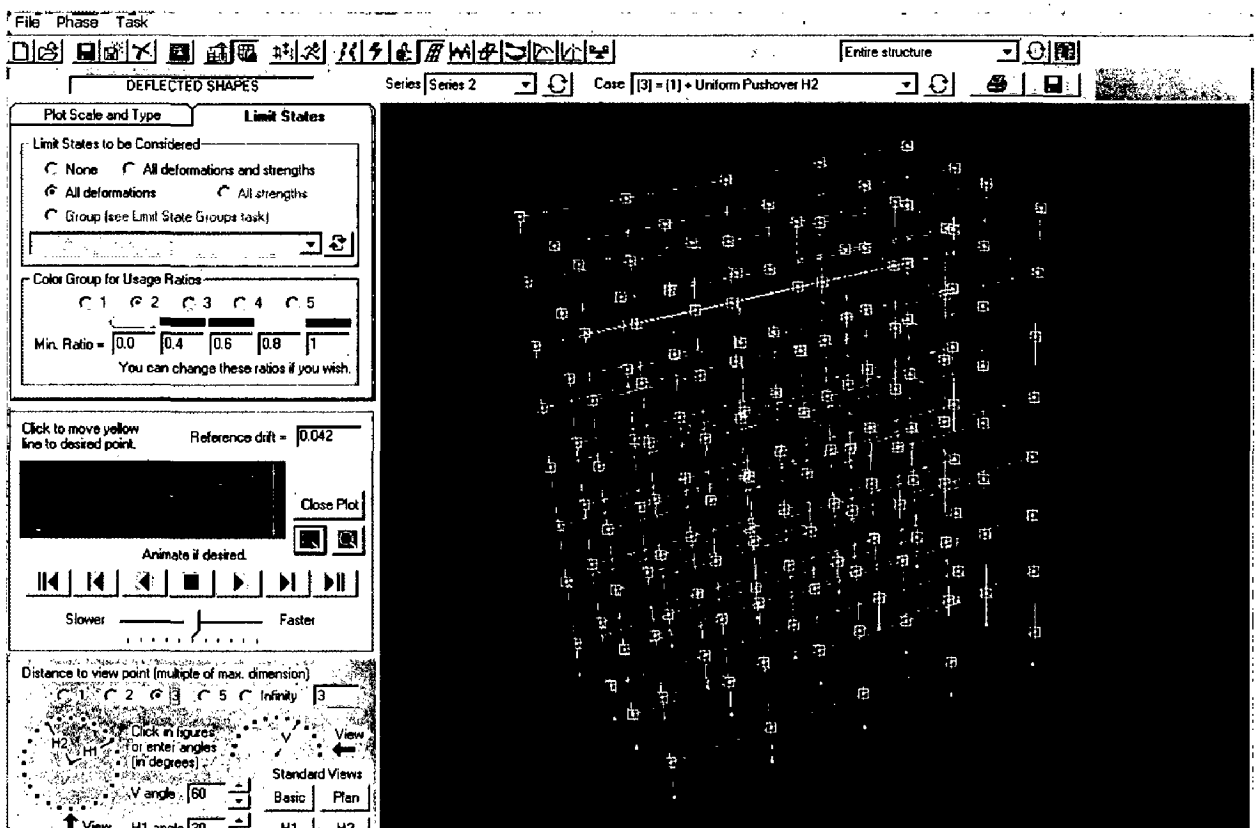 File Phase Task
Entire structure
DEFLECTED SHAPES
Series Series 2 Case [3] = [1] + Uniform Pushover H2
Plot Scale and Type Limit States
Limit States to be Considered
None All deformations and strengths
All deformations All strengths
Group (see Limit State Groups task)
Color Group for Usage Ratios
1 2 3 4 5
Min. Ratio = 0.0 0.4 0.6 0.8 1
You can change these ratios if you wish.
Click to move yellow
line to desired point.
Reference drift = 0.042
Close Plot
Animate if desired.
Slower Faster
Distance to view point (multiple of max. dimension)
1 2 3 5 Infinity 3
H2 H1 Click in figures V View
or enter angles
(in degrees)
Standard Views
V angle 60 Basic Plan
View H1 angle 30 H1 H2